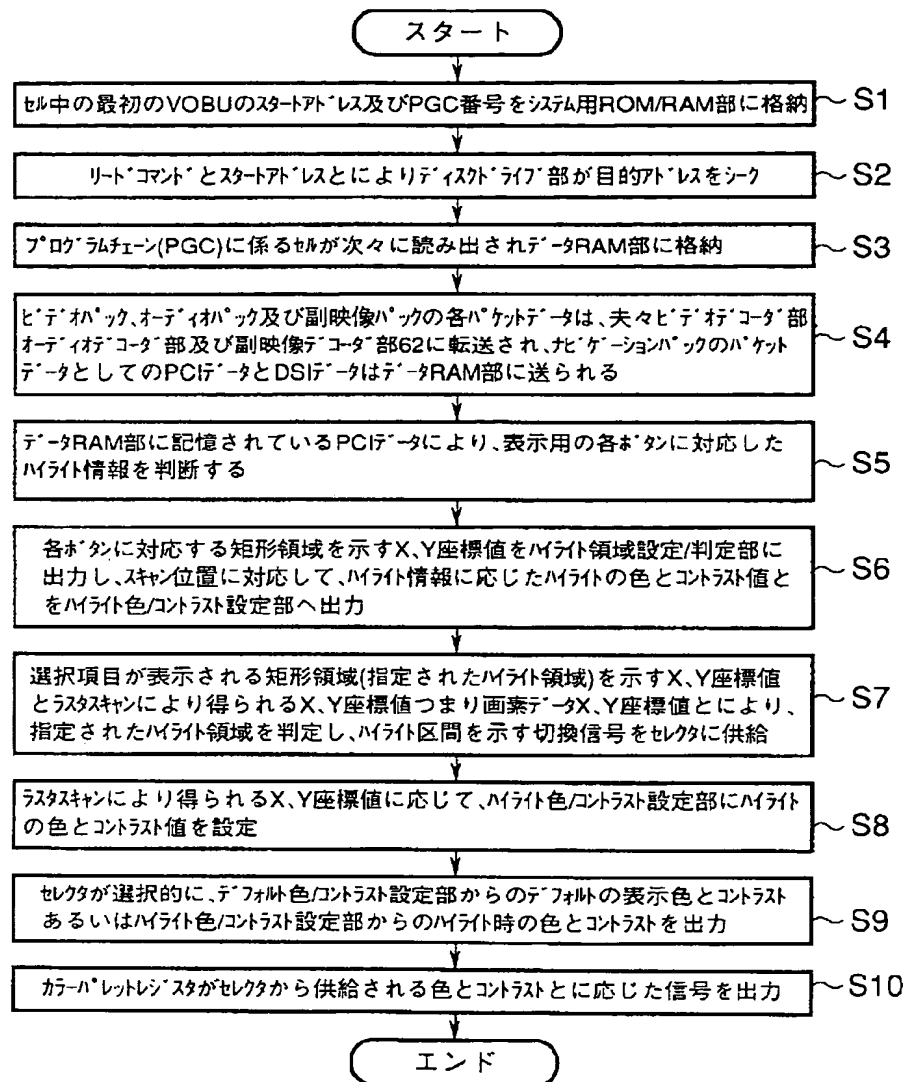 スタート
セル中の最初のVOBUのスタートアドレス及びPGC番号をシステム用ROM/RAM部に格納
S1
リードコマンドとスタートアドレスとによりディスクドライブ部が目的アドレスをシーク
S2
プログラムチェーン(PGC)に係るセルが次々に読み出されデータRAM部に格納
S3
ビデオパック、オーディオパック及び副映像パックの各パケットデータは、夫々ビデオデコーダ部
オーディオデコーダ部及び副映像デコーダ部62に転送され、ナビゲーションパックのパケット
データとしてのPCIデータとDSIデータはデータRAM部に送られる
S4
データRAM部に記憶されているPCIデータにより、表示用の各ボタンに対応した
ハイライト情報を判断する
S5
各ボタンに対応する矩形領域を示すX、Y座標値をハイライト領域設定/判定部に
出力し、スキャン位置に対応して、ハイライト情報に応じたハイライトの色とコントラスト値と
をハイライト色/コントラスト設定部へ出力
S6
選択項目が表示される矩形領域(指定されたハイライト領域)を示すX、Y座標値
とラスタスキャンにより得られるX、Y座標値つまり画素データX、Y座標値とにより、
指定されたハイライト領域を判定し、ハイライト区間を示す切換信号をセレクタに供給
S7
ラスタスキャンにより得られるX、Y座標値に応じて、ハイライト色/コントラスト設定部にハイライト
の色とコントラスト値を設定
S8
セレクタが選択的に、デフォルト色/コントラスト設定部からのデフォルトの表示色とコントラスト
あるいはハイライト色/コントラスト設定部からのハイライト時の色とコントラストを出力
S9
カラーパレットレジスタがセレクタから供給される色とコントラストとに応じた信号を出力
S10
エンド